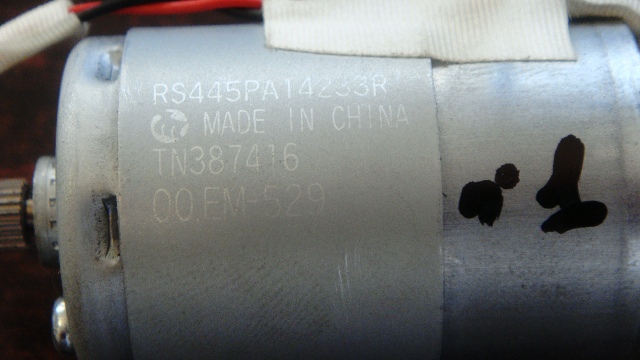 RS445PA14233R
MADE IN CHINA
TN387416
00.EM-529